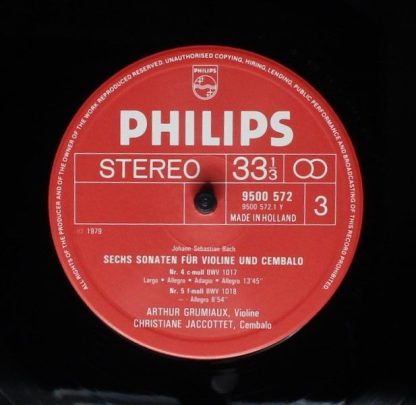 ALL RIGHTS OF THE PRODUCER AND OF THE OWNER OF THE WORK REPRODUCED RESERVED. UNAUTHORISED COPYING, HIRING, LENDING, PUBLIC PERFORMANCE AND BROADCASTING OF THIS RECORD PROHIBITED
PHILIPS
PHILIPS
STEREO
33 1/3
9500 572
9500 572.1 Y
MADE IN HOLLAND
3
℗ 1979
Johann Sebastian Bach
SECHS SONATEN FÜR VIOLINE UND CEMBALO
Nr. 4 c-moll BWV 1017
Largo • Allegro • Adagio • Allegro 13'45"
Nr. 5 f-moll BWV 1018
– - Allegro 8'54"
ARTHUR GRUMIAUX, Violine
CHRISTIANE JACCOTTET, Cembalo